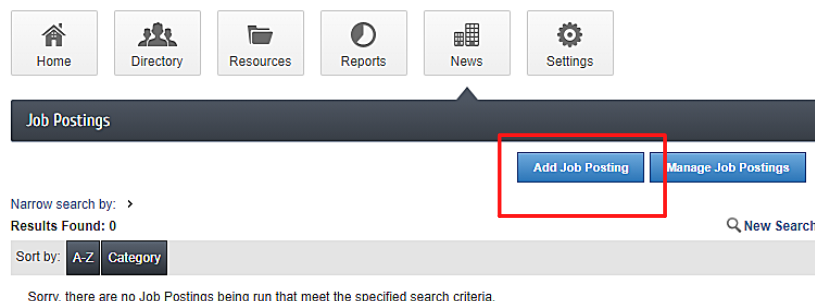 Home Directory Resources Reports News Settings
Job Postings
Add Job Posting Manage Job Postings
Narrow search by: >
Results Found: 0 New Search
Sort by: A-Z Category
Sorry, there are no Job Postings being run that meet the specified search criteria.